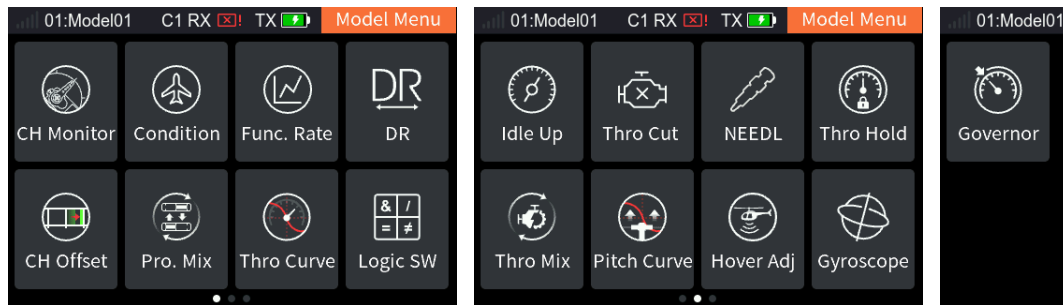 01:Model01 C1 RX ! TX Model Menu
CH Monitor Condition Func. Rate DR
DR
CH Offset Pro. Mix Thro Curve Logic SW
& / = ≠
01:Model01 C1 RX ! TX Model Menu
Idle Up Thro Cut NEEDL Thro Hold
Thro Mix Pitch Curve Hover Adj Gyroscope
01:Model01
Governor